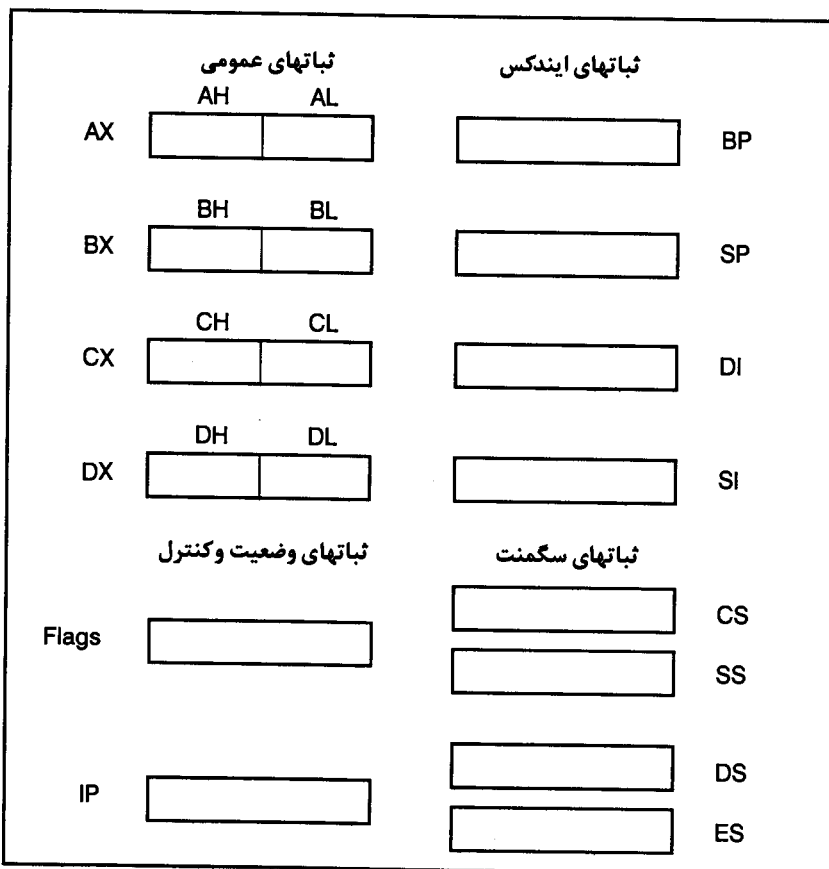 ثباتهای عمومی
AH AL
AX
BH BL
BX
CH CL
CX
DH DL
DX
ثباتهای ایندکس
BP
SP
DI
SI
ثباتهای وضعیت وکنترل
Flags
IP
ثباتهای سگمنت
CS
SS
DS
ES